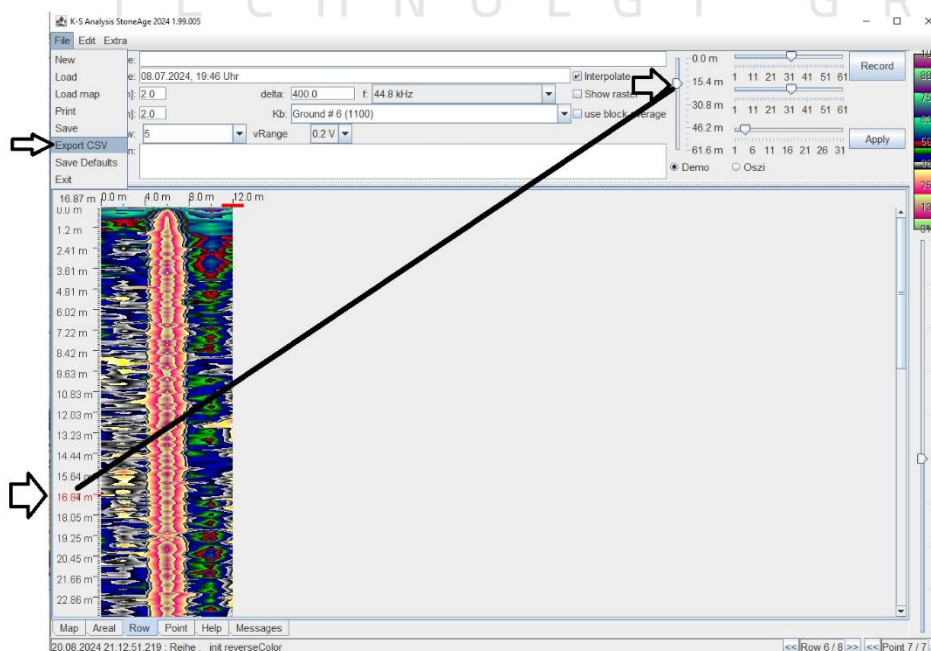 T E C H N O L G Y G R
K-S Analysis StoneAge 2024 1.99.005
File Edit Extra
New
Load
Load map
Print
Save
Export CSV
Save Defaults
Exit
e:
e: 08.07.2024, 19:46 Uhr
]: 2.0 delta: 400.0 f: 44.8 kHz
]: 2.0 Kb: Ground # 6 (1100)
w: 5 vRange 0.2 V
n:
Interpolate
Show raster
use block average
0.0 m
15.4 m
30.8 m
46.2 m
61.6 m
1 11 21 31 41 51 61
1 11 21 31 41 51 61
1 6 11 16 21 26 31
Record
Apply
Demo Oszi
16.87 m 0.0 m 4.0 m 8.0 m 12.0 m
0.0 m
1.2 m
2.41 m
3.61 m
4.81 m
6.02 m
7.22 m
8.42 m
9.63 m
10.83 m
12.03 m
13.23 m
14.44 m
15.64
m
18.05 m
19.25 m
20.45 m
21.66 m
22.86 m
Map Areal Row Point Help Messages
20.08.2024 21:12:51.219 : Reihe : init reverseColor
<< Row 6 / 8 >> << Point 7 / 7